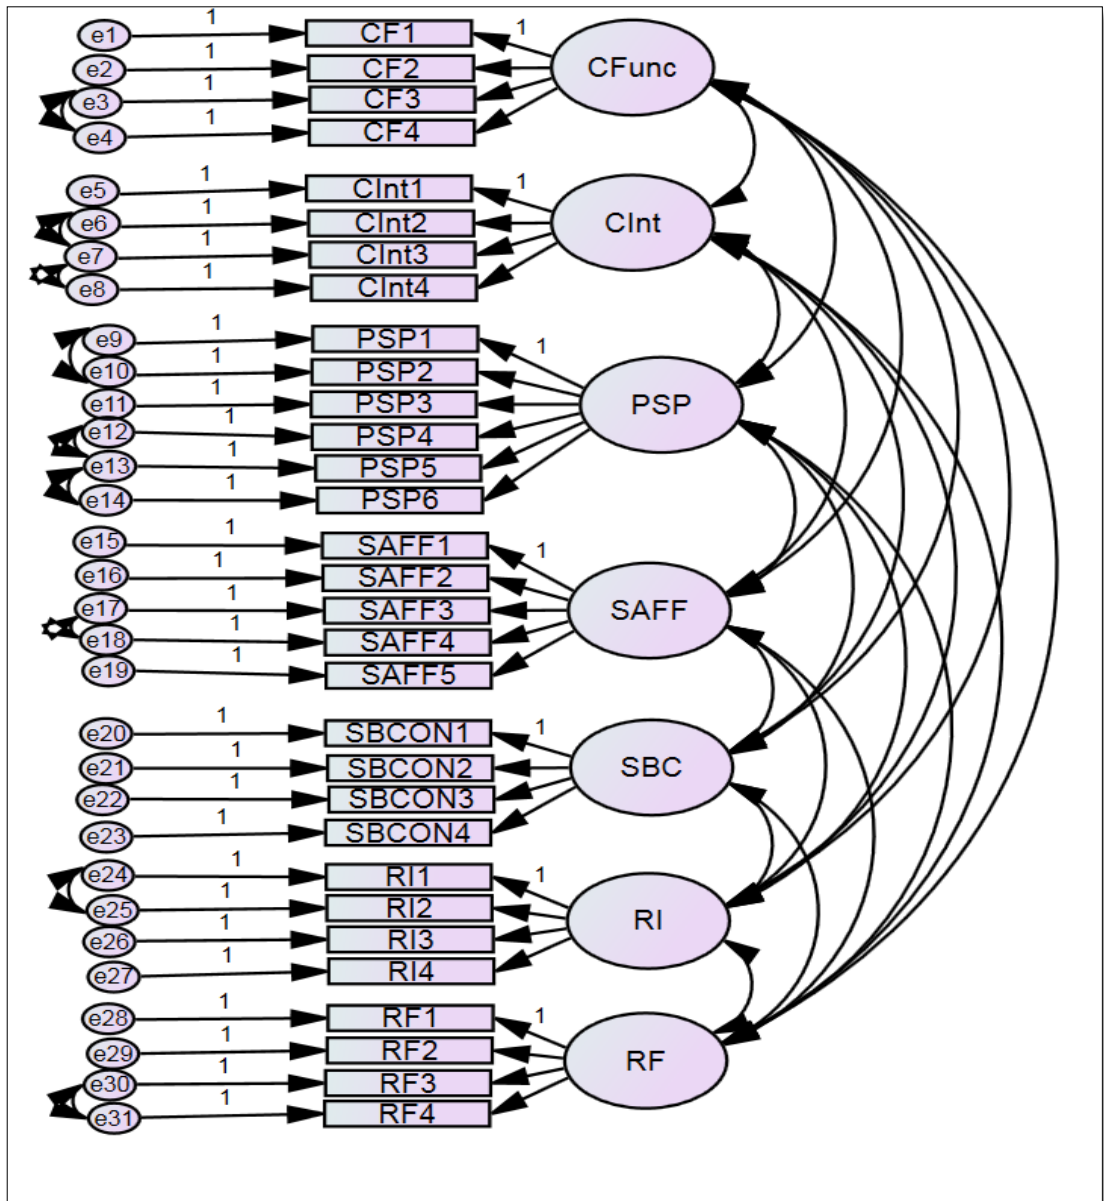 e1 1 CF1 1 CFunc
e2 1 CF2
e3 1 CF3
e4 1 CF4
e5 1 CInt1 1 CInt
e6 1 CInt2
e7 1 CInt3
e8 1 CInt4
e9 1 PSP1 1 PSP
e10 1 PSP2
e11 1 PSP3
e12 1 PSP4
e13 1 PSP5
e14 1 PSP6
e15 1 SAFF1 1 SAFF
e16 1 SAFF2
e17 1 SAFF3
e18 1 SAFF4
e19 1 SAFF5
e20 1 SBCON1 1 SBC
e21 1 SBCON2
e22 1 SBCON3
e23 1 SBCON4
e24 1 RI1 1 RI
e25 1 RI2
e26 1 RI3
e27 1 RI4
e28 1 RF1 1 RF
e29 1 RF2
e30 1 RF3
e31 1 RF4